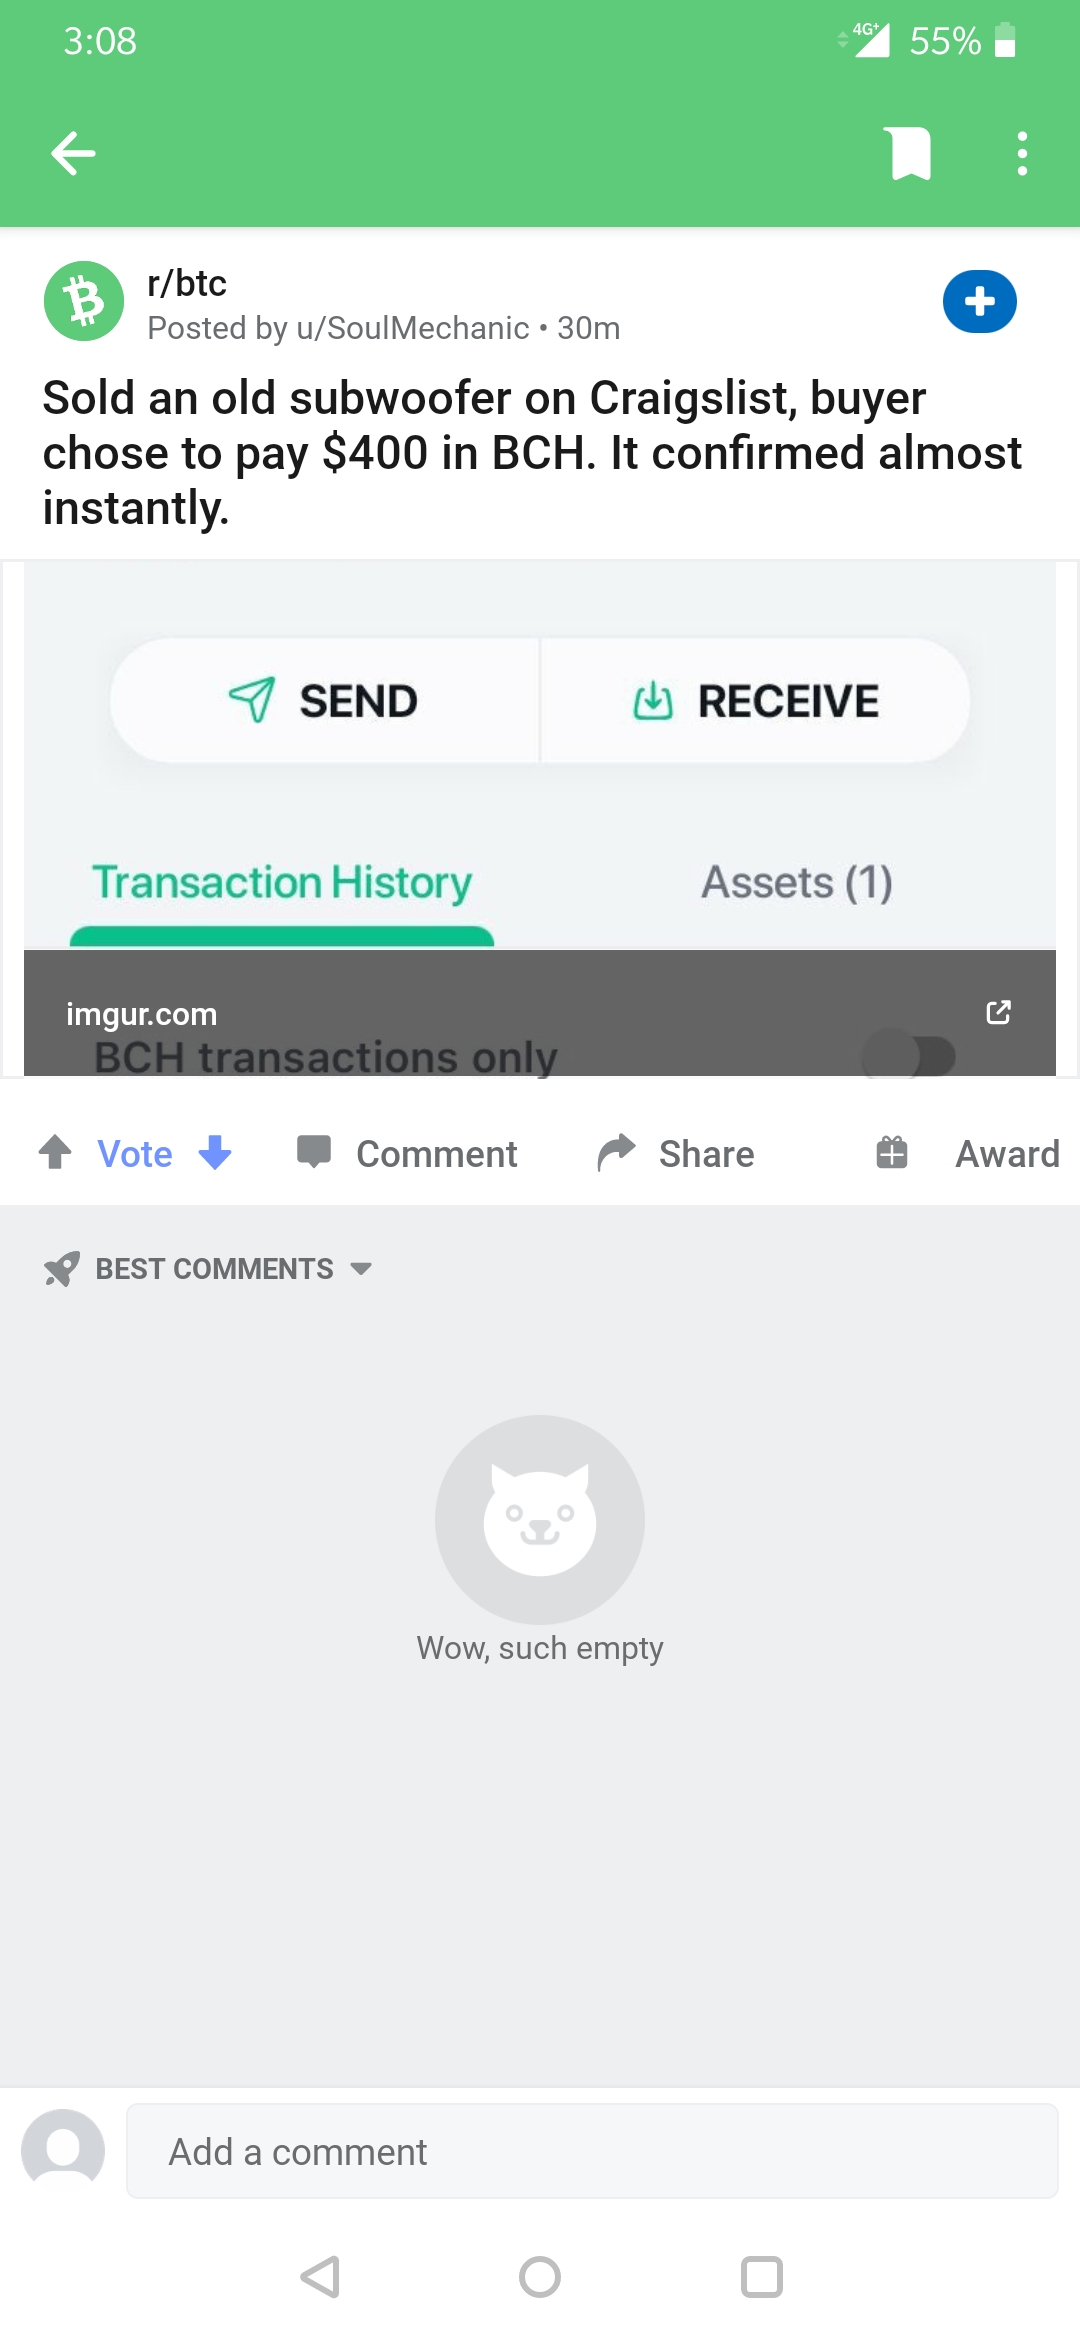 3:08
4G+ 55%
r/btc
Posted by u/SoulMechanic • 30m
Sold an old subwoofer on Craigslist, buyer
chose to pay $400 in BCH. It confirmed almost
instantly.
SEND
RECEIVE
Transaction History
Assets (1)
imgur.com
BCH transactions only
Vote
Comment
Share
Award
BEST COMMENTS
Wow, such empty
Add a comment